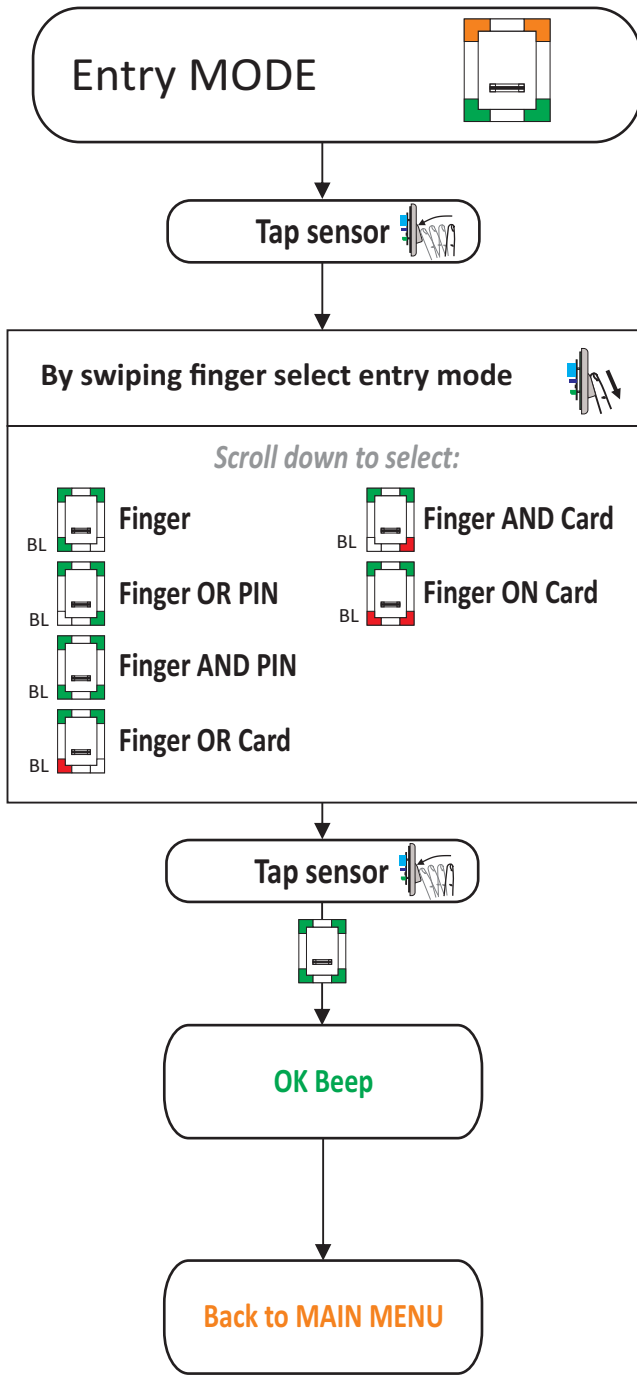 Entry MODE
Tap sensor
By swiping finger select entry mode
Scroll down to select:
BL Finger
BL Finger OR PIN
BL Finger AND PIN
BL Finger OR Card
BL Finger AND Card
BL Finger ON Card
Tap sensor
OK Beep
Back to MAIN MENU